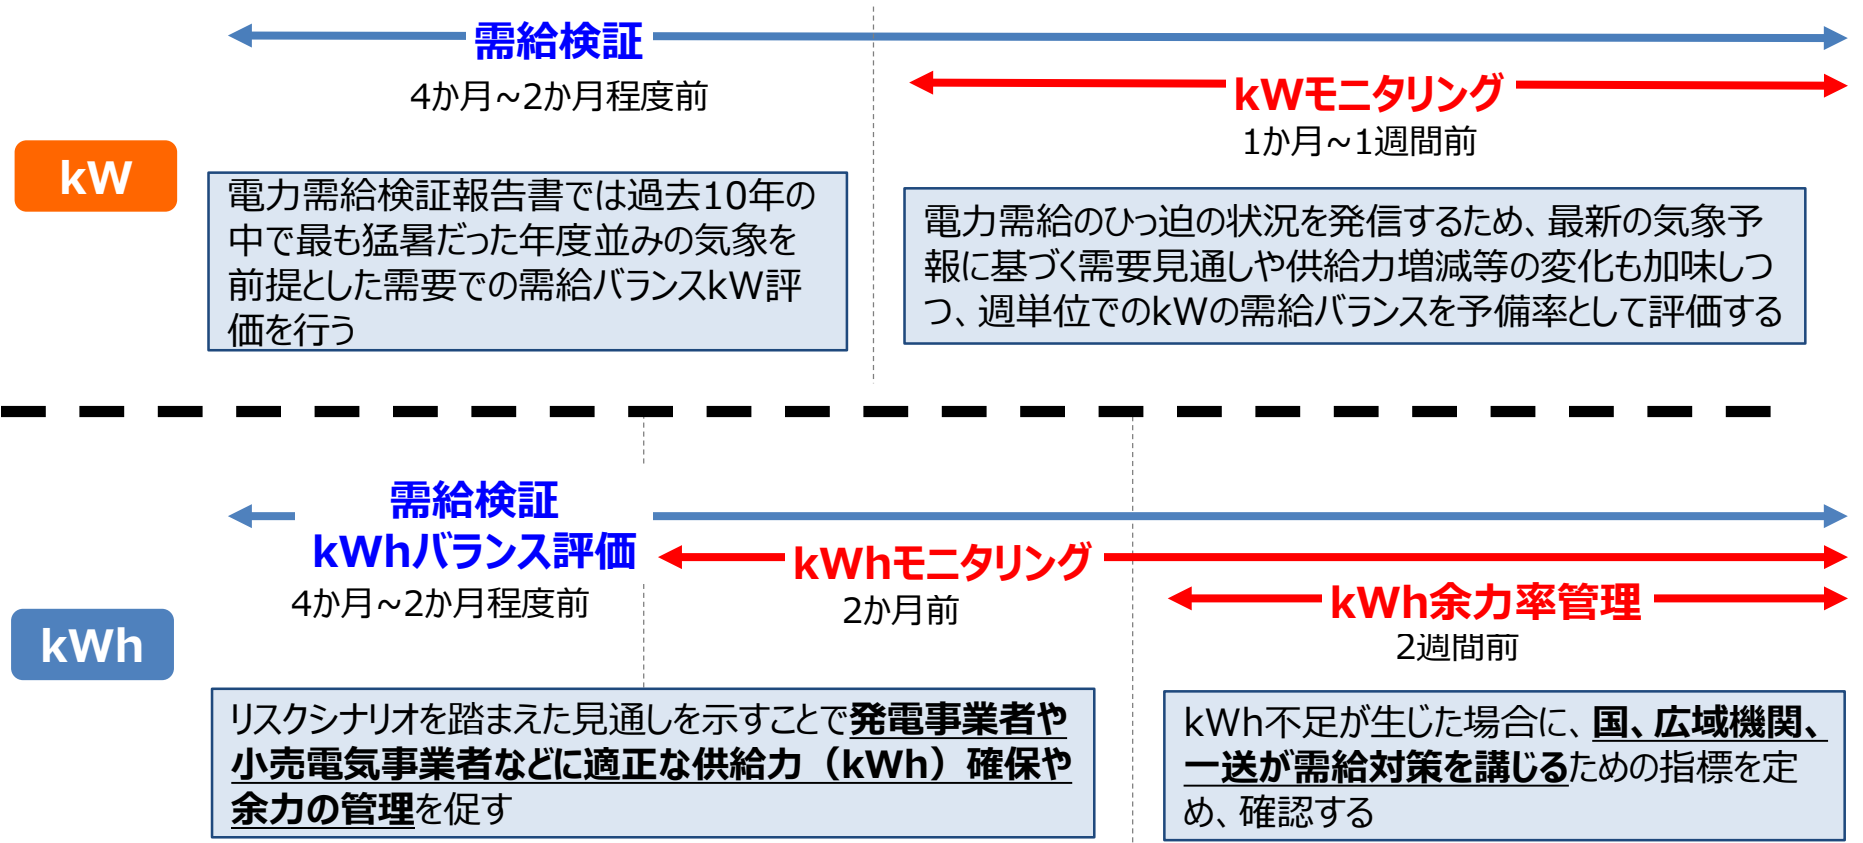 需給検証
4か月~2か月程度前
kWモニタリング
1か月~1週間前
kW
電力需給検証報告書では過去10年の
中で最も猛暑だった年度並みの気象を
前提とした需要での需給バランスkW評
価を行う
電力需給のひっ迫の状況を発信するため、最新の気象予
報に基づく需要見通しや供給力増減等の変化も加味しつ
つ、週単位でのkWの需給バランスを予備率として評価する
需給検証
kWhバランス評価
4か月~2か月程度前
kWhモニタリング
2か月前
kWh余力率管理
2週間前
kWh
リスクシナリオを踏まえた見通しを示すことで発電事業者や
小売電気事業者などに適正な供給力（kWh）確保や
余力の管理を促す
kWh不足が生じた場合に、国、広域機関、
一送が需給対策を講じるための指標を定
め、確認する